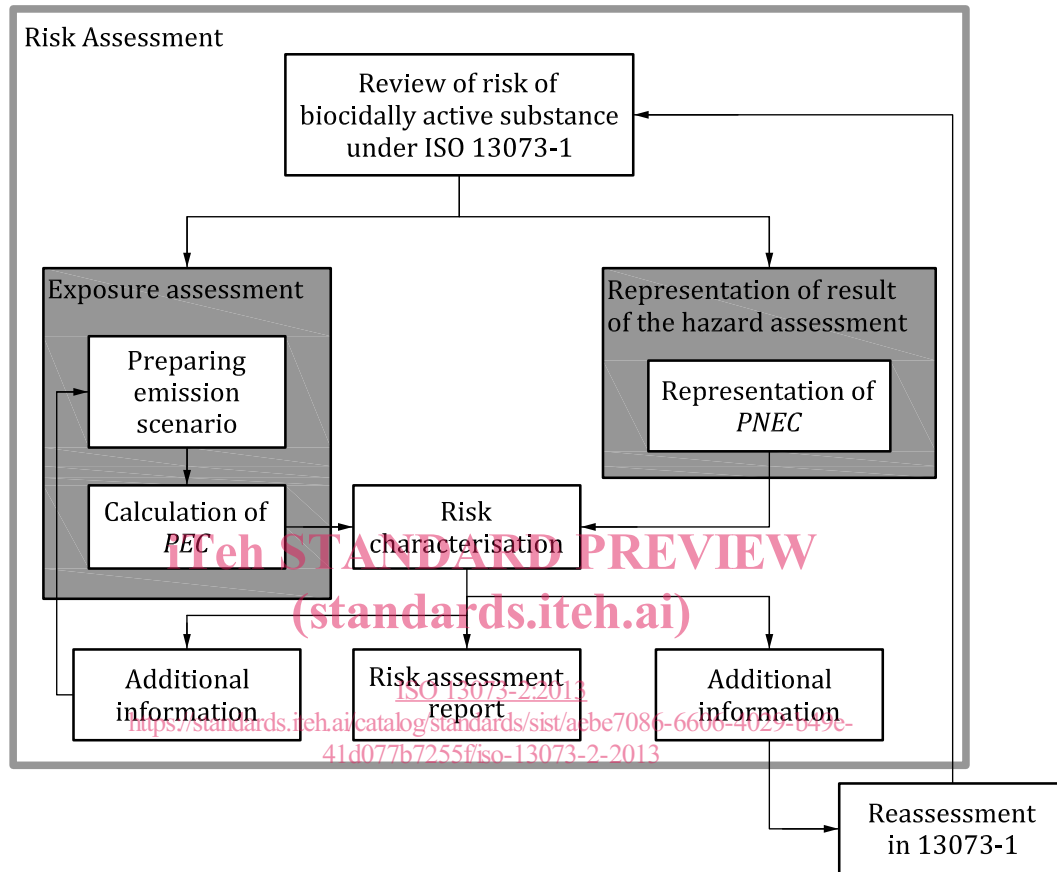 Risk Assessment
Review of risk of
biocidally active substance
under ISO 13073-1
Exposure assessment
Representation of result
of the hazard assessment
Preparing
emission
scenario
Representation of
PNEC
Calculation of
PEC
Risk
characterisation
iTeh STANDARD PREVIEW
(standards.iteh.ai)
Additional
information
Risk assessment
report
Additional
information
ISO 13073-2:2013
https://standards.iteh.ai/catalog/standards/sist/aebe7086-6606-4029-b49e-
41d077b7255f/iso-13073-2-2013
Reassessment
in 13073-1